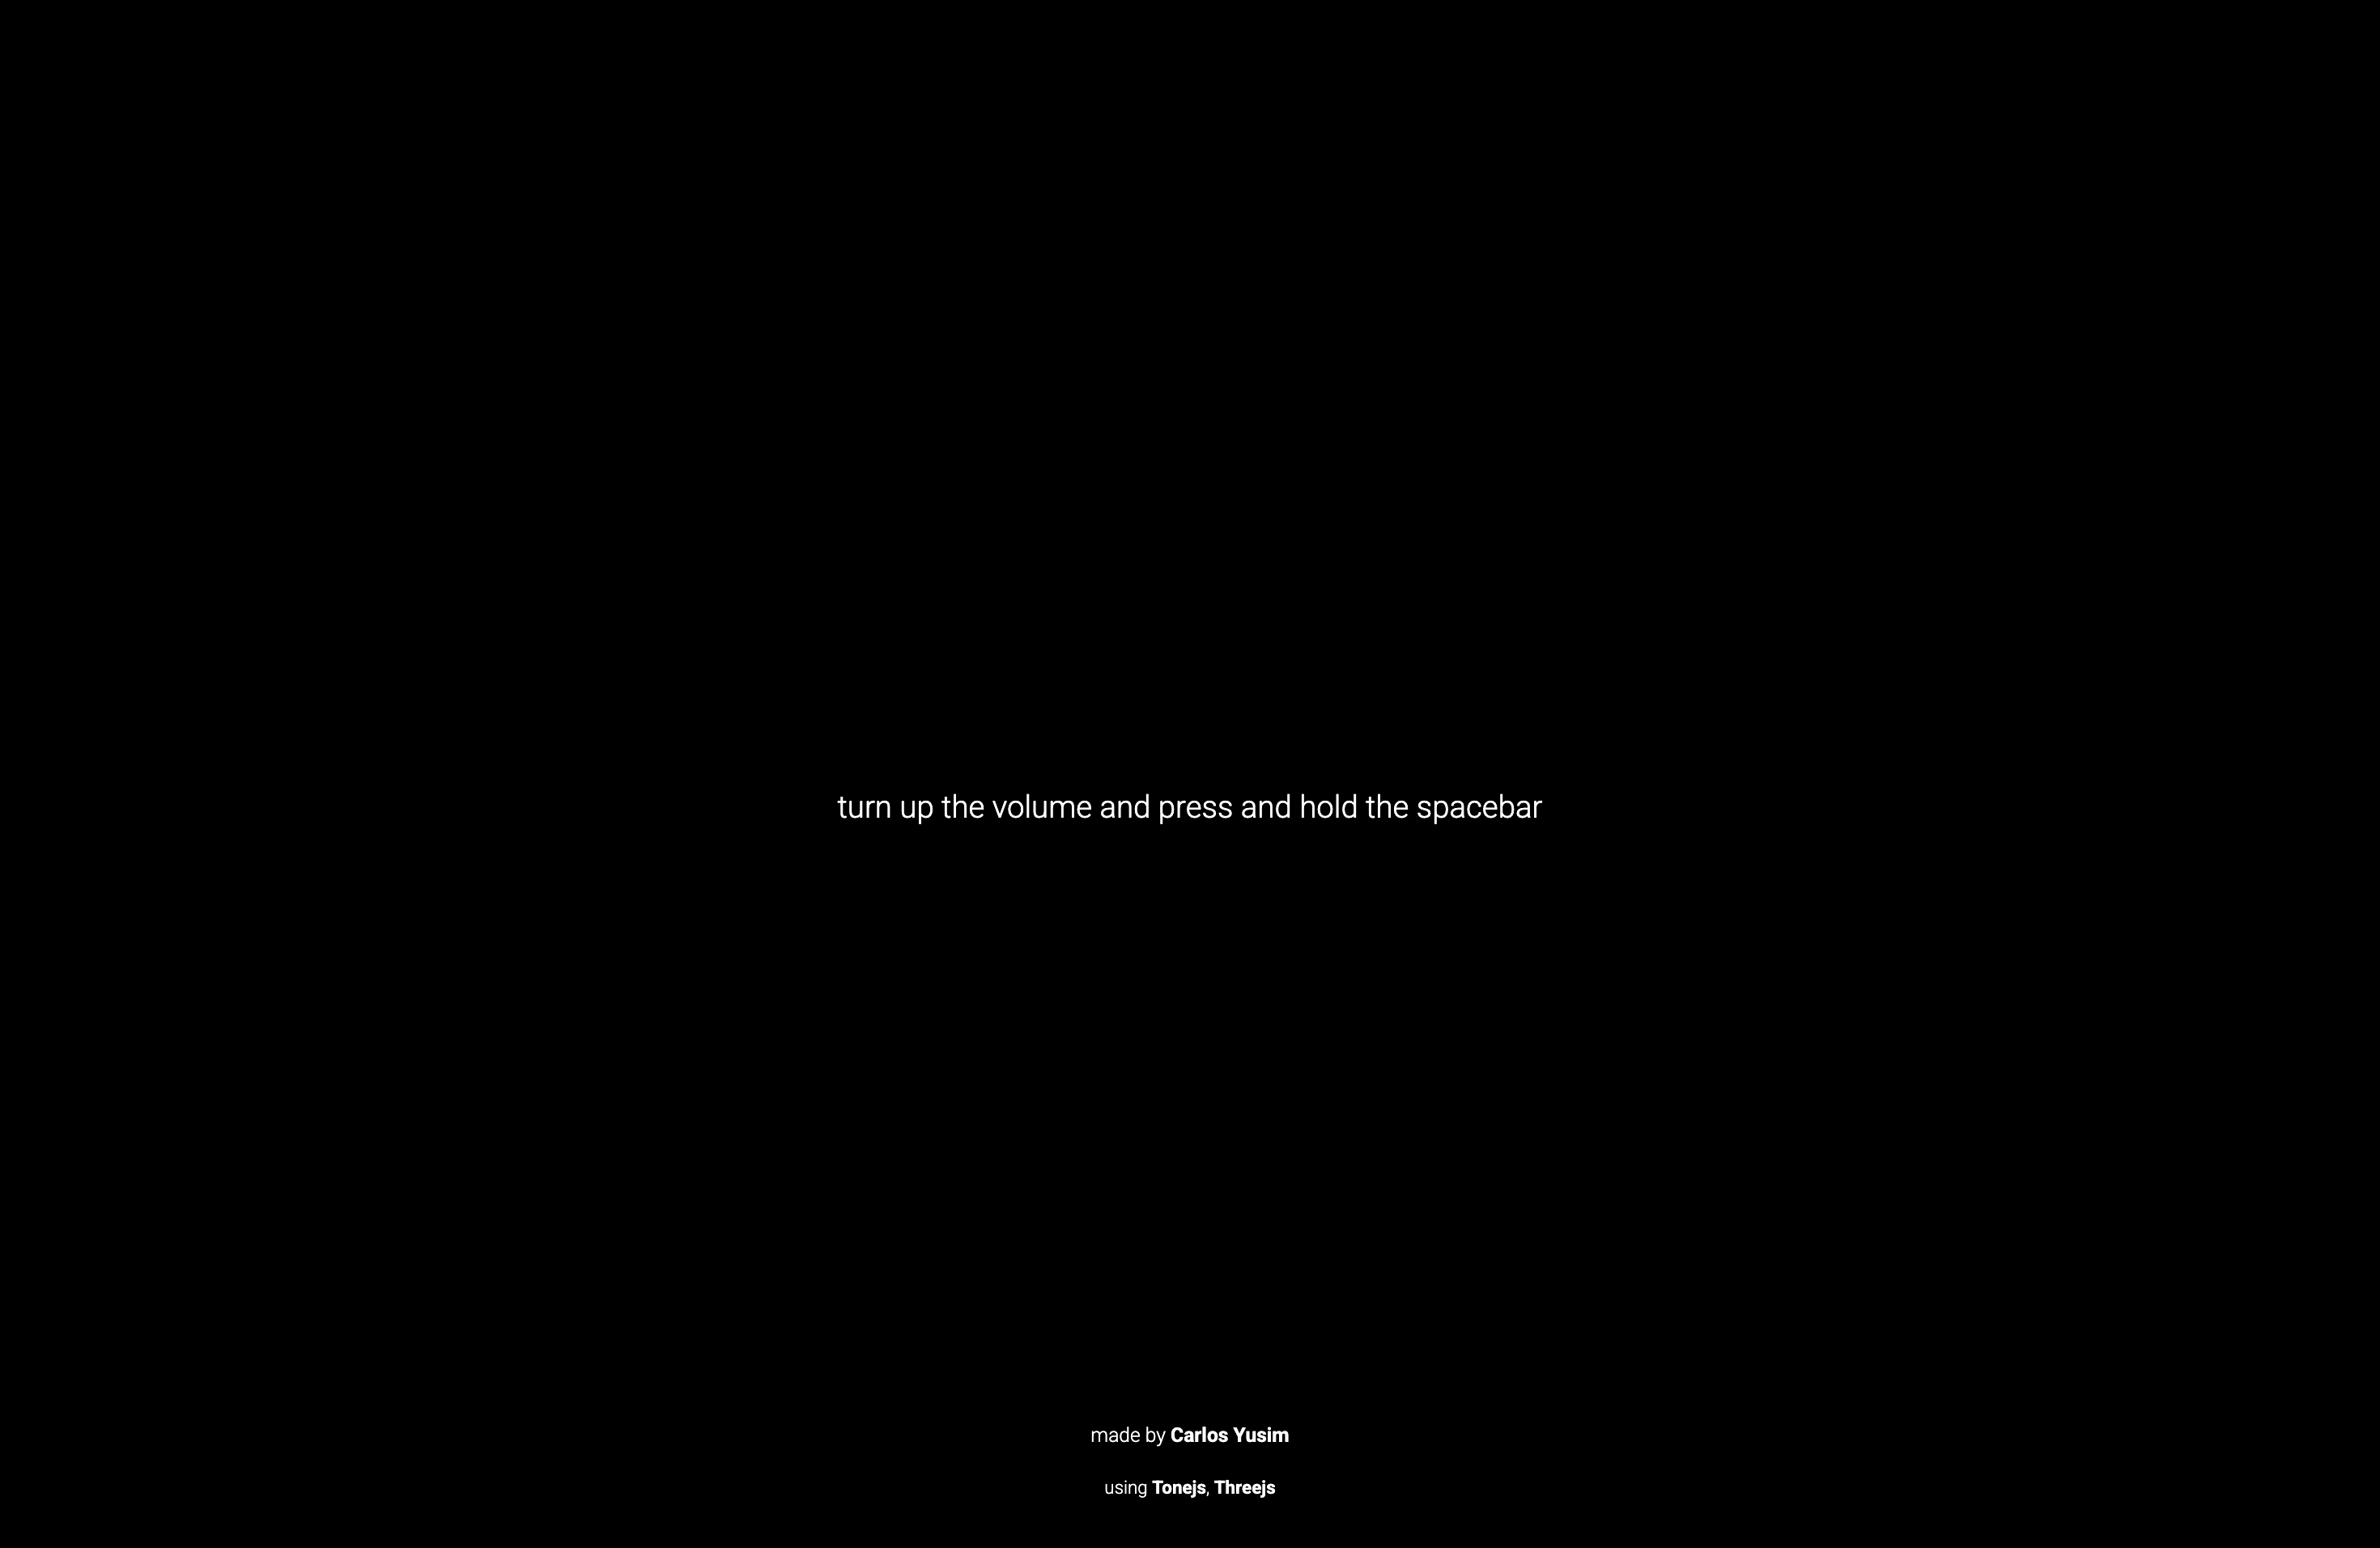 turn up the volume and press and hold the spacebar
made by Carlos Yusim
using Tonejs, Threejs